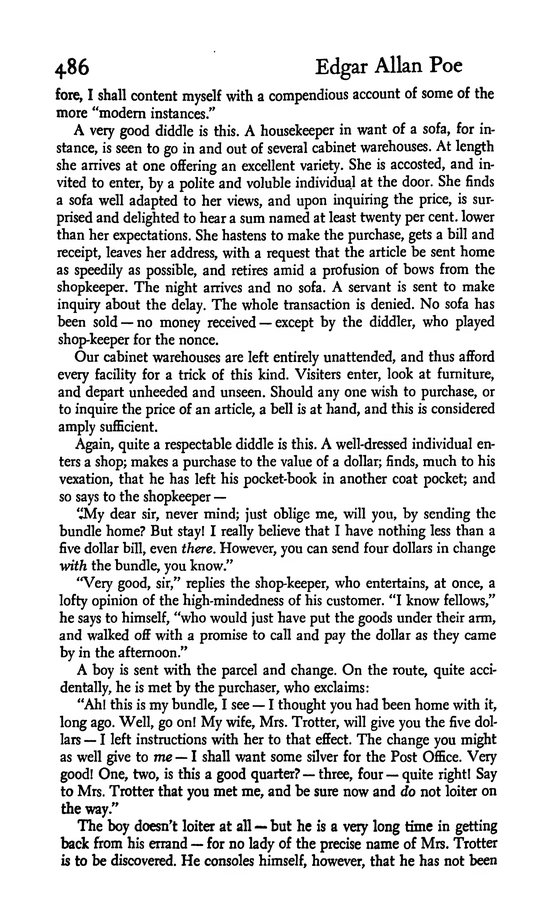 486 Edgar Allan Poe
fore, I shall content myself with a compendious account of some of the
more “modern instances.”
A very good diddle is this. A housekeeper in want of a sofa, for in-
stance, is seen to go in and out of several cabinet warehouses. At length
she arrives at one offering an excellent variety. She is accosted, and in-
vited to enter, by a polite and voluble individual at the door. She finds
a sofa well adapted to her views, and upon inquiring the price, is sur-
prised and delighted to hear a sum named at least twenty per cent. lower
than her expectations. She hastens to make the purchase, gets a bill and
receipt, leaves her address, with a request that the article be sent home
as speedily as possible, and retires amid a profusion of bows from the
shopkeeper. The night arrives and no sofa. A servant is sent to make
inquiry about the delay. The whole transaction is denied. No sofa has
been sold — no money received — except by the diddler, who played
shop-keeper for the nonce.
Our cabinet warehouses are left entirely unattended, and thus afford
every facility for a trick of this kind. Visiters enter, look at furniture,
and depart unheeded and unseen. Should any one wish to purchase, or
to inquire the price of an article, a bell is at hand, and this is considered
amply sufficient.
Again, quite a respectable diddle is this. A well-dressed individual en-
ters a shop; makes a purchase to the value of a dollar; finds, much to his
vexation, that he has left his pocket-book in another coat pocket; and
so says to the shopkeeper —
“My dear sir, never mind; just oblige me, will you, by sending the
bundle home? But stay! I really believe that I have nothing less than a
five dollar bill, even there. However, you can send four dollars in change
with the bundle, you know.”
“Very good, sir,” replies the shop-keeper, who entertains, at once, a
lofty opinion of the high-mindedness of his customer. “I know fellows,”
he says to himself, “who would just have put the goods under their arm,
and walked off with a promise to call and pay the dollar as they came
by in the afternoon.”
A boy is sent with the parcel and change. On the route, quite acci-
dentally, he is met by the purchaser, who exclaims:
“Ah! this is my bundle, I see — I thought you had been home with it,
long ago. Well, go on! My wife, Mrs. Trotter, will give you the five dol-
lars — I left instructions with her to that effect. The change you might
as well give to me — I shall want some silver for the Post Office. Very
good! One, two, is this a good quarter? — three, four — quite right! Say
to Mrs. Trotter that you met me, and be sure now and do not loiter on
the way.”
The boy doesn’t loiter at all — but he is a very long time in getting
back from his errand — for no lady of the precise name of Mrs. Trotter
is to be discovered. He consoles himself, however, that he has not been